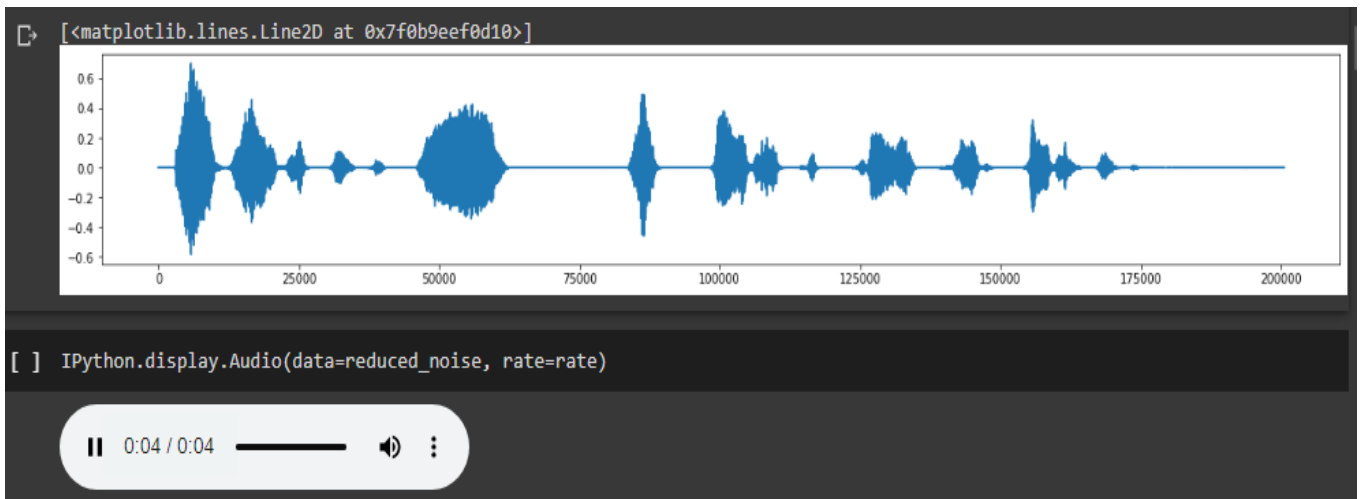 [<matplotlib.lines.Line2D at 0x7f0b9eef0d10>]
0.6
0.4
0.2
0.0
−0.2
−0.4
−0.6
0 25000 50000 75000 100000 125000 150000 175000 200000
[ ] IPython.display.Audio(data=reduced_noise, rate=rate)
0:04 / 0:04